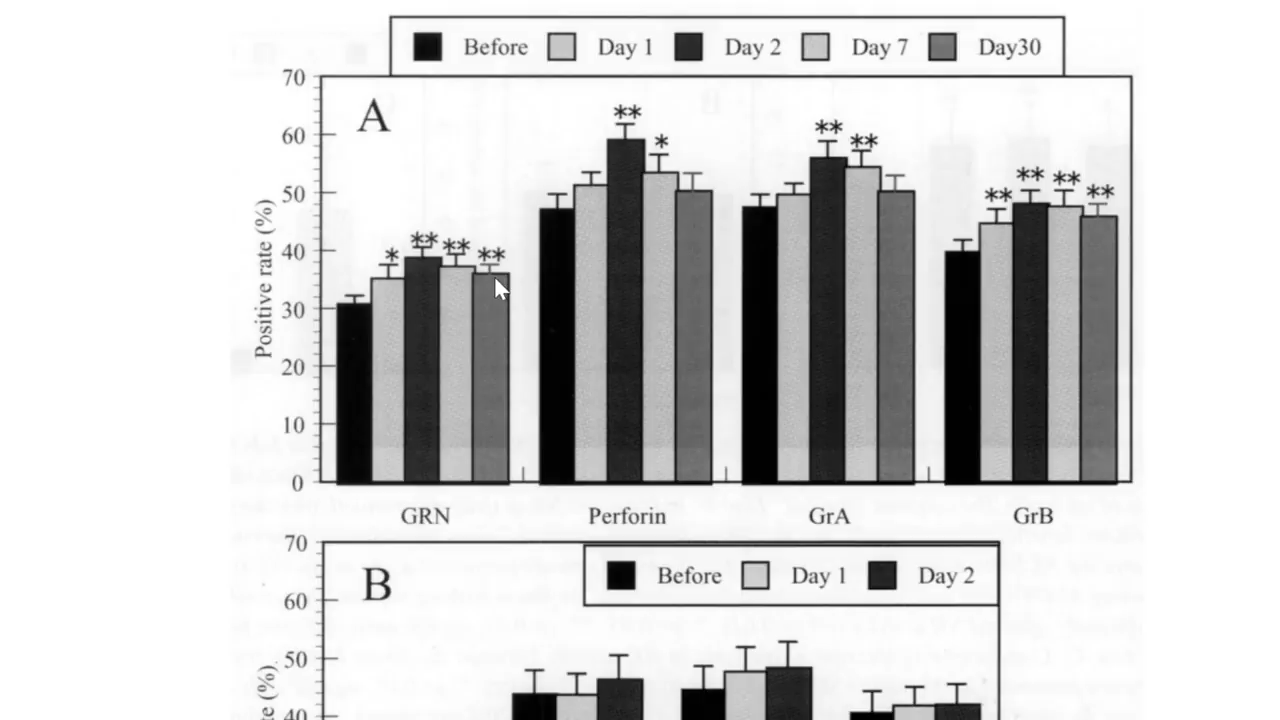 Before Day 1 Day 2 Day 7 Day30
A
70
60
50
40
30
20
10
0
Positive rate (%)
* ** ** **
** *
** **
** ** ** **
GRN Perforin GrA GrB
B
Before Day 1 Day 2
70
60
50
40
(%)